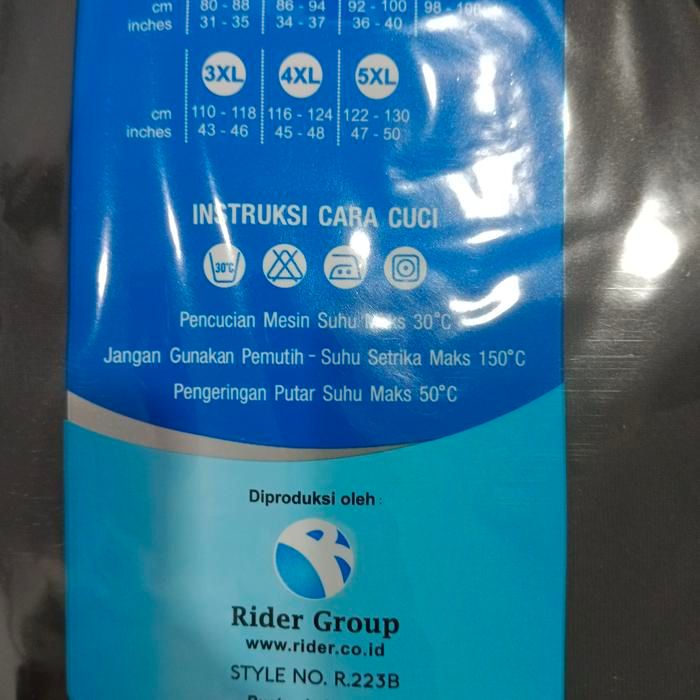 cm 80 - 88 86 - 94 92 - 100 98 - 106
inches 31 - 35 34 - 37 36 - 40
3XL 4XL 5XL
cm 110 - 118 116 - 124 122 - 130
inches 43 - 46 45 - 48 47 - 50
INSTRUKSI CARA CUCI
30°C
Pencucian Mesin Suhu Maks 30°C
Jangan Gunakan Pemutih - Suhu Setrika Maks 150°C
Pengeringan Putar Suhu Maks 50°C
Diproduksi oleh :
Rider Group
www.rider.co.id
STYLE NO. R.223B